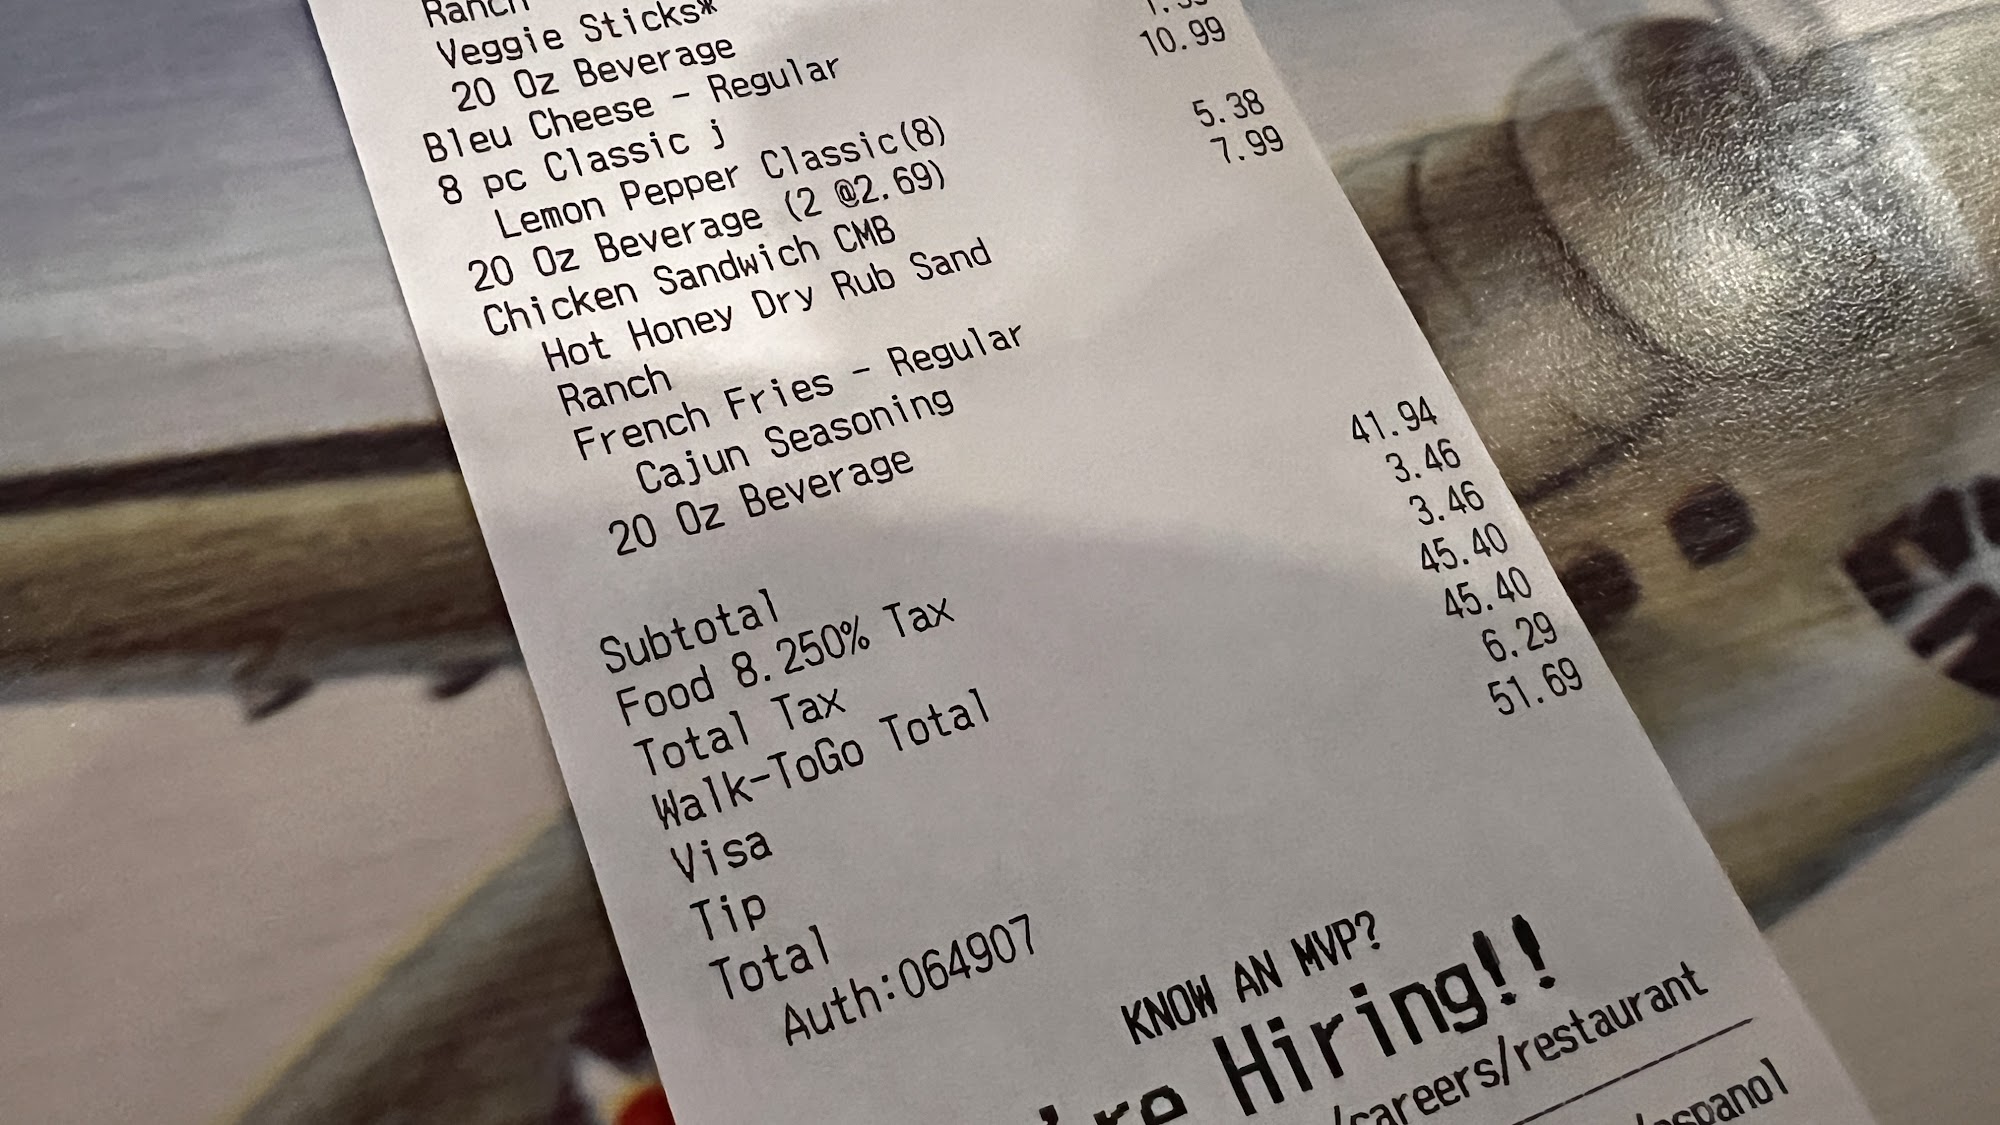 Ranch
Veggie Sticks*
20 Oz Beverage
Bleu Cheese - Regular
8 pc Classic j 10.99
Lemon Pepper Classic(8)
20 Oz Beverage (2 @2.69) 5.38
Chicken Sandwich CMB 7.99
Hot Honey Dry Rub Sand
Ranch
French Fries - Regular
Cajun Seasoning
20 Oz Beverage
Subtotal 41.94
Food 8.250% Tax 3.46
Total Tax 3.46
Walk-ToGo Total 45.40
Visa 45.40
Tip 6.29
Total 51.69
Auth:064907
KNOW AN MVP?
're Hiring!!
/careers/restaurant
/espanol